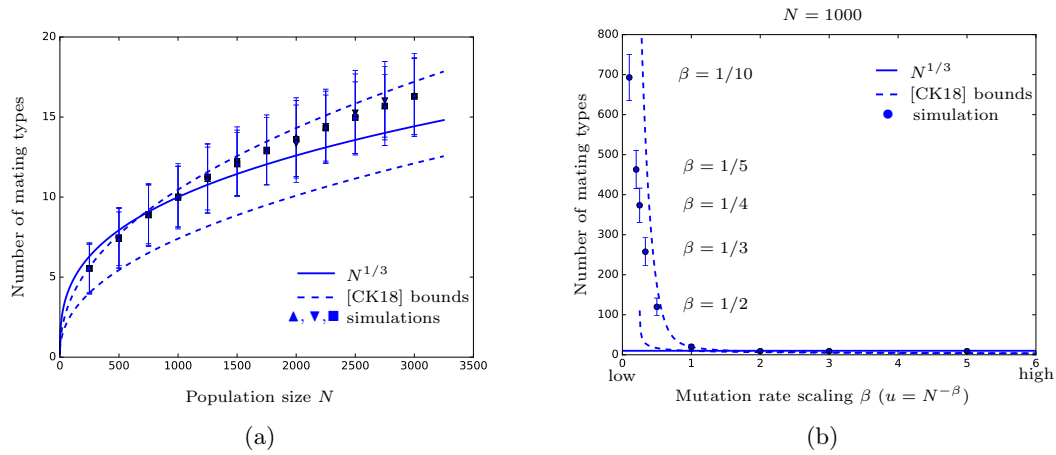 20
15
10
5
0
0 500 1000 1500 2000 2500 3000 3500
Number of mating types
Population size N
N^{1/3}
[CK18] bounds
▲, ▼, ■ simulations
(a)
N = 1000
800
700
600
500
400
300
200
100
0
0 1 2 3 4 5 6
low high
Number of mating types
Mutation rate scaling β (u = N^{−β})
β = 1/10
β = 1/5
β = 1/4
β = 1/3
β = 1/2
N^{1/3}
[CK18] bounds
simulation
(b)